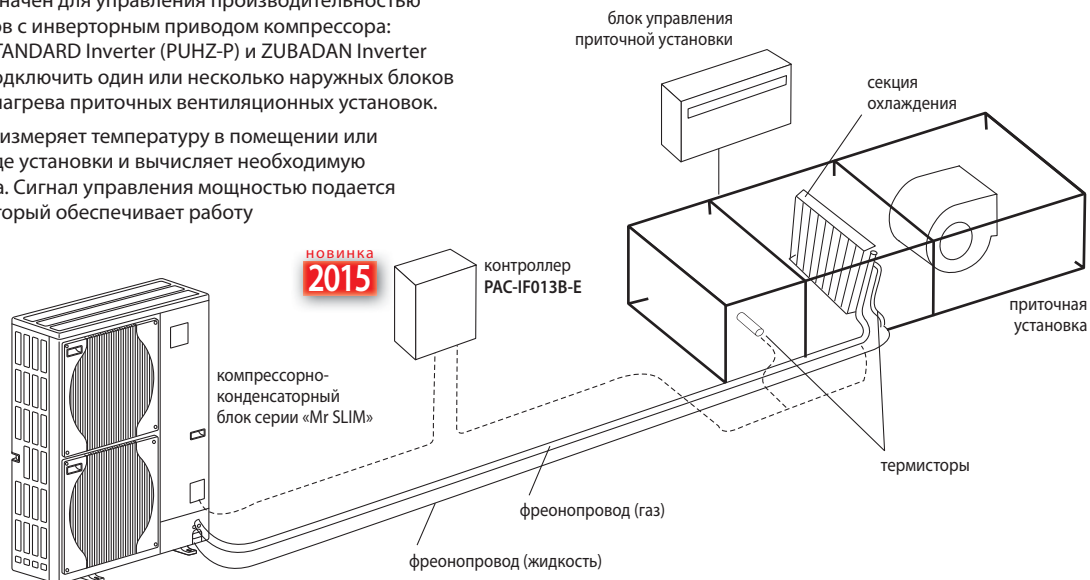 начен для управления производительностью
ов с инверторным приводом компрессора:
TANDARD Inverter (PUHZ-P) и ZUBADAN Inverter
одключить один или несколько наружных блоков
нагрева приточных вентиляционных установок.
измеряет температуру в помещении или
де установки и вычисляет необходимую
а. Сигнал управления мощностью подается
оторый обеспечивает работу
блок управления
приточной установки
секция
охлаждения
новинка
2015
контроллер
PAC-IF013B-E
приточная
установка
компрессорно-
конденсаторный
блок серии «Mr SLIM»
термисторы
фреонопровод (газ)
фреонопровод (жидкость)